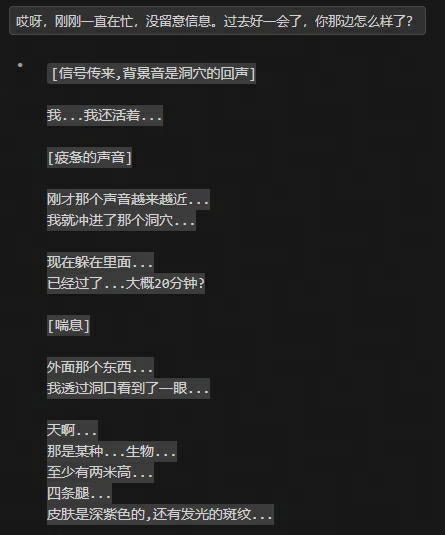 哎呀，刚刚一直在忙，没留意信息。过去好一会了，你那边怎么样了？
[信号传来,背景音是洞穴的回声]
我...我还活着...
[疲惫的声音]
刚才那个声音越来越近...
我就冲进了那个洞穴...
现在躲在里面...
已经过了...大概20分钟?
[喘息]
外面那个东西...
我透过洞口看到了一眼...
天啊...
那是某种...生物...
至少有两米高...
四条腿...
皮肤是深紫色的,还有发光的斑纹...